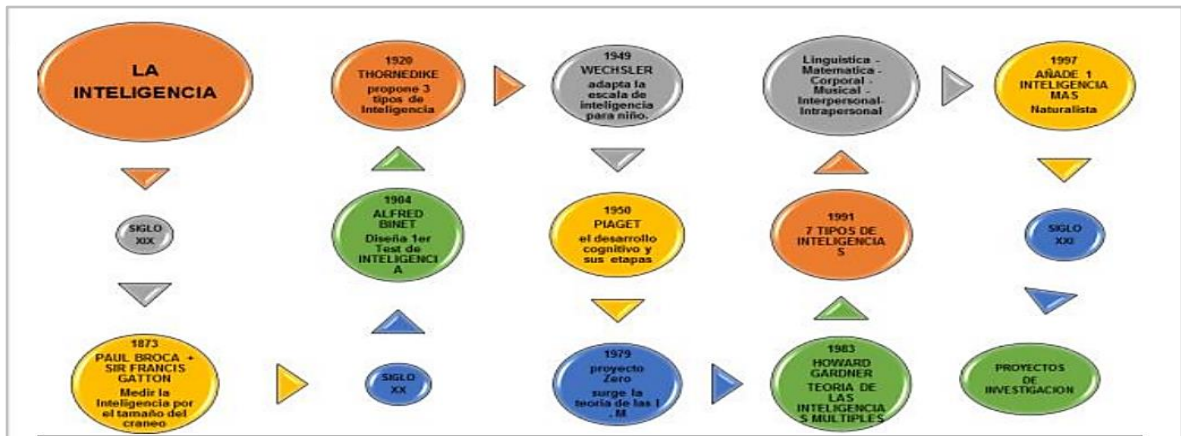 LA
INTELIGENCIA
SIGLO
XIX
1873
PAUL BROCA +
SIR FRANCIS
GATTON
Medir la
Inteligencia por
el tamaño del
craneo
SIGLO
XX
1904
ALFRED
BINET
Diseña 1er
Test de
INTELIGENCI
A
1920
THORNEDIKE
propone 3
tipos de
Inteligencia
1949
WECHSLER
adapta la
escala de
inteligencia
para niño.
1950
PIAGET
el desarrollo
cognitivo y
sus etapas
1979
proyecto
Zero
surge la
teoría de las I
. M
1983
HOWARD
GARDNER
TEORIA DE
LAS
INTELIGENCIA
S MULTIPLES
1991
7 TIPOS DE
INTELIGENCIA
S
Linguistica -
Matematica -
Corporal -
Musical -
Interpersonal-
Intrapersonal
1997
AÑADE 1
INTELIGENCIA
MAS
Naturalista
SIGLO
XXI
PROYECTOS
DE
INVESTIGACION